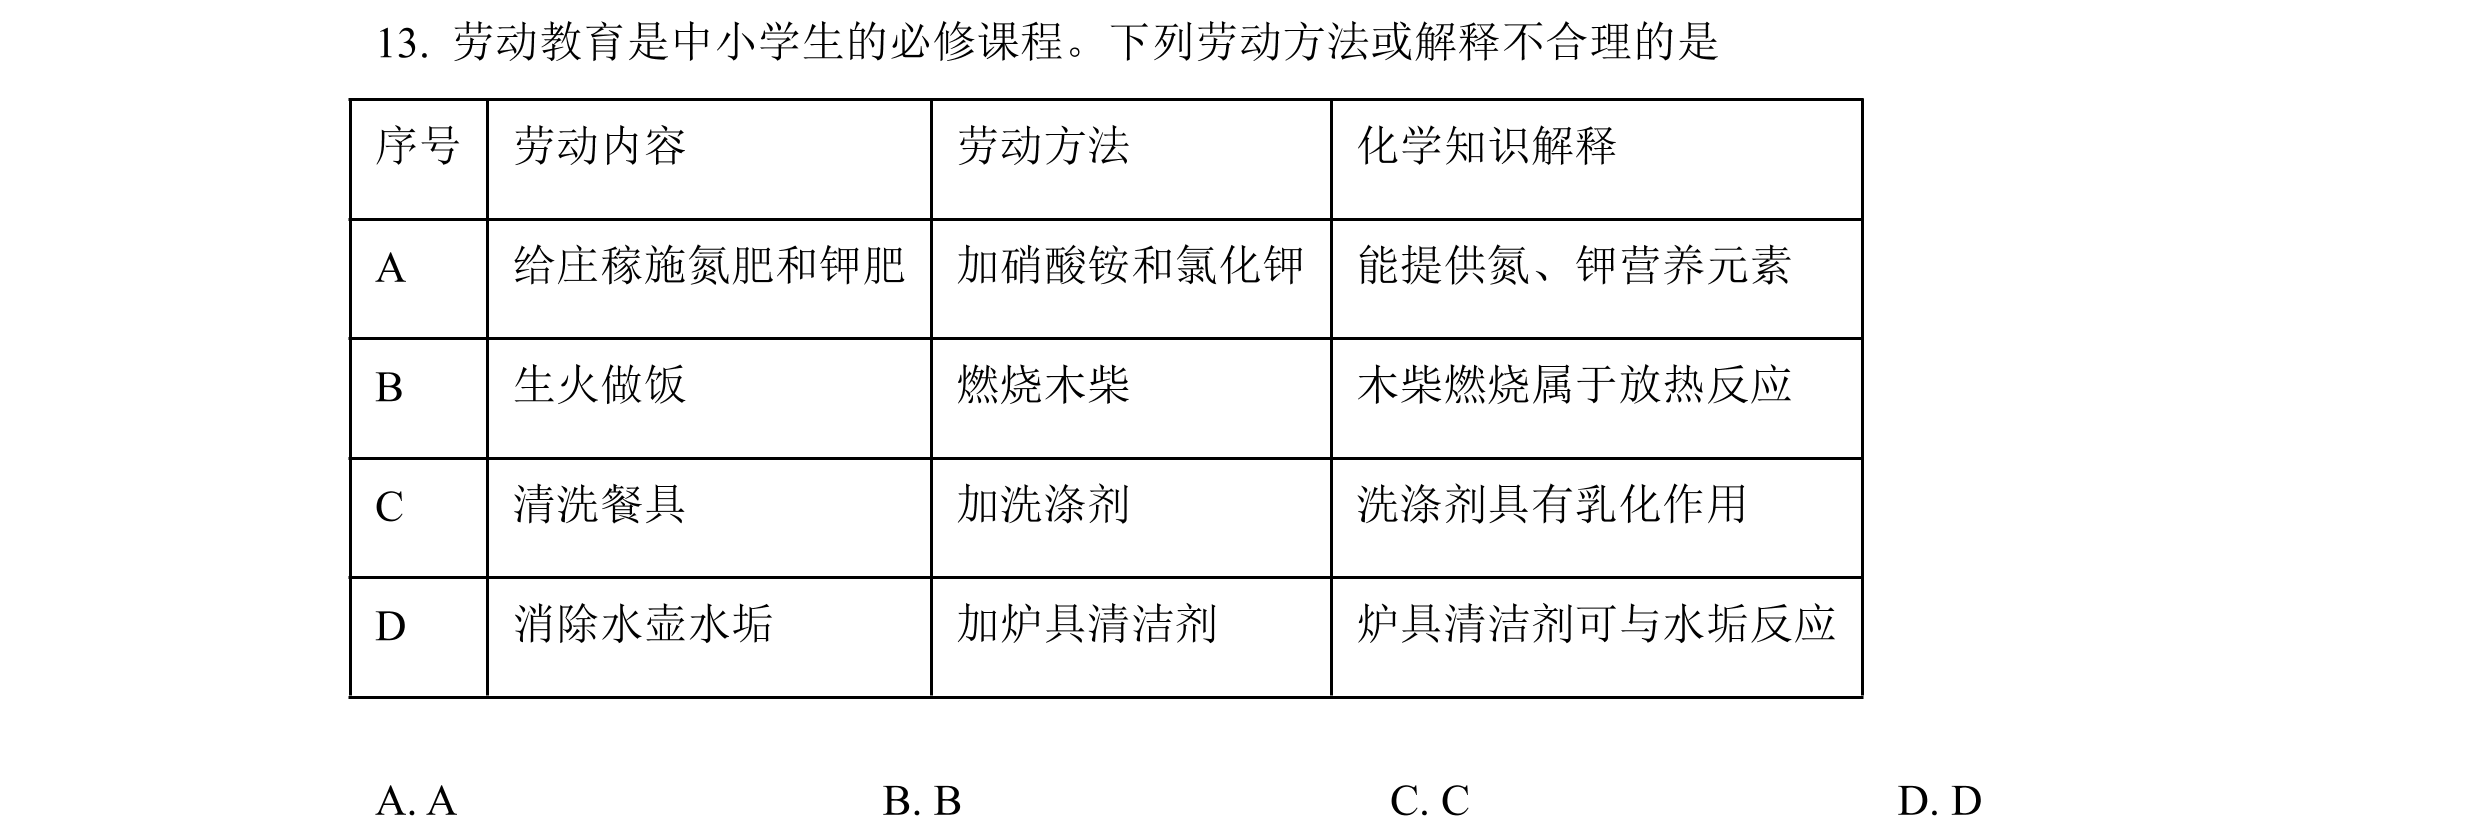 13. 劳动教育是中小学生的必修课程。下列劳动方法或解释不合理的是
序号 劳动内容 劳动方法 化学知识解释
A 给庄稼施氮肥和钾肥 加硝酸铵和氯化钾 能提供氮、钾营养元素
B 生火做饭 燃烧木柴 木柴燃烧属于放热反应
C 清洗餐具 加洗涤剂 洗涤剂具有乳化作用
D 消除水壶水垢 加炉具清洁剂 炉具清洁剂可与水垢反应
A. A B. B C. C D. D